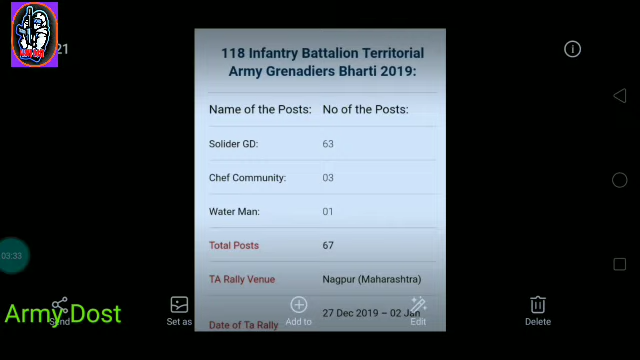 21
118 Infantry Battalion Territorial
Army Grenadiers Bharti 2019:
Name of the Posts: No of the Posts:
Solider GD: 63
Chef Community: 03
Water Man: 01
Total Posts 67
TA Rally Venue Nagpur (Maharashtra)
27 Dec 2019 – 02 Jan
Date of Ta Rally
03:33
Army Dost
Send
Set as
Add to
Edit
Delete